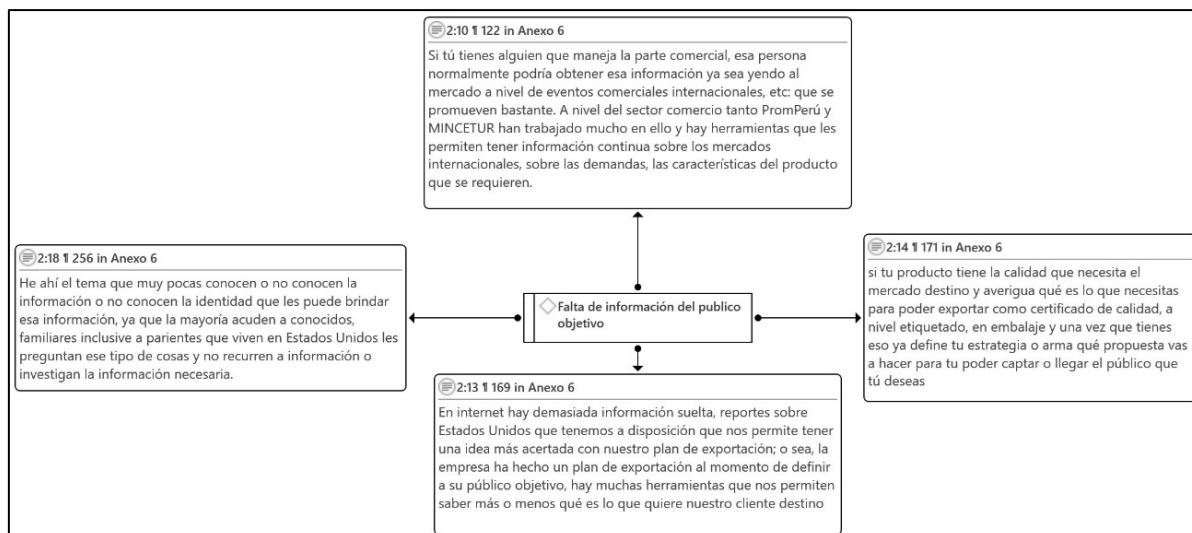 2:10 ¶ 122 in Anexo 6
Si tú tienes alguien que maneja la parte comercial, esa persona
normalmente podría obtener esa información ya sea yendo al
mercado a nivel de eventos comerciales internacionales, etc: que se
promueven bastante. A nivel del sector comercio tanto PromPerú y
MINCETUR han trabajado mucho en ello y hay herramientas que les
permiten tener información continua sobre los mercados
internacionales, sobre las demandas, las características del producto
que se requieren.
2:18 ¶ 256 in Anexo 6
He ahí el tema que muy pocas conocen o no conocen la
información o no conocen la identidad que les puede brindar
esa información, ya que la mayoría acuden a conocidos,
familiares inclusive a parientes que viven en Estados Unidos les
preguntan ese tipo de cosas y no recurren a información o
investigan la información necesaria.
Falta de información del publico
objetivo
2:14 ¶ 171 in Anexo 6
si tu producto tiene la calidad que necesita el
mercado destino y averigua qué es lo que necesitas
para poder exportar como certificado de calidad, a
nivel etiquetado, en embalaje y una vez que tienes
eso ya define tu estrategia o arma qué propuesta vas
a hacer para tu poder captar o llegar el público que
tú deseas
2:13 ¶ 169 in Anexo 6
En internet hay demasiada información suelta, reportes sobre
Estados Unidos que tenemos a disposición que nos permite tener
una idea más acertada con nuestro plan de exportación; o sea, la
empresa ha hecho un plan de exportación al momento de definir
a su público objetivo, hay muchas herramientas que nos permiten
saber más o menos qué es lo que quiere nuestro cliente destino